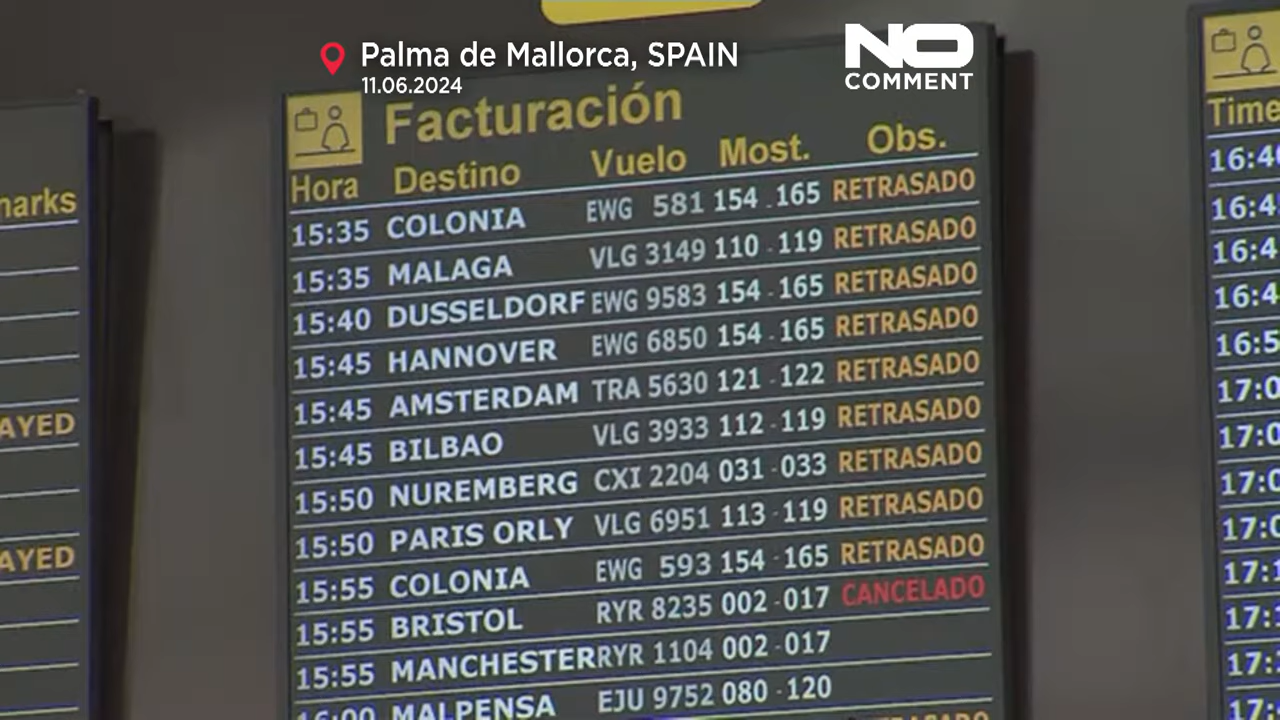 Palma de Mallorca, SPAIN
11.06.2024
NO
COMMENT
Facturación
Hora Destino Vuelo Most. Obs.
15:35 COLONIA EWG 581 154-165 RETRASADO
15:35 MALAGA VLG 3149 110-119 RETRASADO
15:40 DUSSELDORF EWG 9583 154-165 RETRASADO
15:45 HANNOVER EWG 6850 154-165 RETRASADO
15:45 AMSTERDAM TRA 5630 121-122 RETRASADO
15:45 BILBAO VLG 3933 112-119 RETRASADO
15:50 NUREMBERG CXI 2204 031-033 RETRASADO
15:50 PARIS ORLY VLG 6951 113-119 RETRASADO
15:55 COLONIA EWG 593 154-165 RETRASADO
15:55 BRISTOL RYR 8235 002-017 CANCELADO
15:55 MANCHESTER RYR 1104 002-017
16:00 MALPENSA EJU 9752 080-120
Time